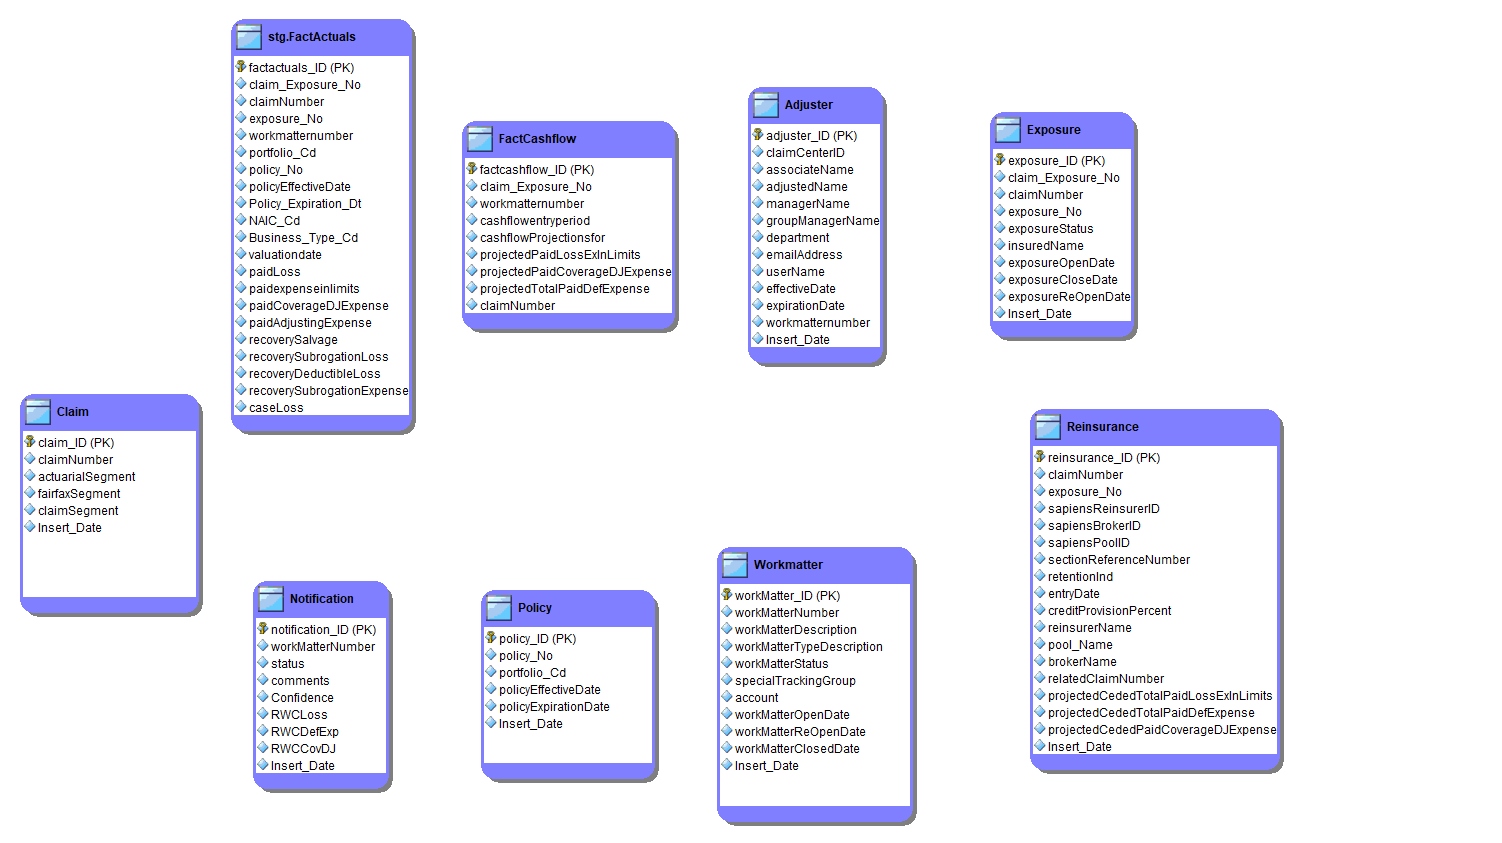 stg.FactActuals
factactuals_ID (PK)
claim_Exposure_No
claimNumber
exposure_No
workmatternumber
portfolio_Cd
policy_No
policyEffectiveDate
Policy_Expiration_Dt
NAIC_Cd
Business_Type_Cd
valuationdate
paidLoss
paidexpenseinlimits
paidCoverageDJExpense
paidAdjustingExpense
recoverySalvage
recoverySubrogationLoss
recoveryDeductibleLoss
recoverySubrogationExpense
caseLoss
FactCashflow
factcashflow_ID (PK)
claim_Exposure_No
workmatternumber
cashflowentryperiod
cashflowProjectionsfor
projectedPaidLossExInLimits
projectedPaidCoverageDJExpense
projectedTotalPaidDefExpense
claimNumber
Adjuster
adjuster_ID (PK)
claimCenterID
associateName
adjustedName
managerName
groupManagerName
department
emailAddress
userName
effectiveDate
expirationDate
workmatternumber
Insert_Date
Exposure
exposure_ID (PK)
claim_Exposure_No
claimNumber
exposure_No
exposureStatus
insuredName
exposureOpenDate
exposureCloseDate
exposureReOpenDate
Insert_Date
Claim
claim_ID (PK)
claimNumber
actuarialSegment
fairfaxSegment
claimSegment
Insert_Date
Notification
notification_ID (PK)
workMatterNumber
status
comments
Confidence
RWCLoss
RWCDefExp
RWCCovDJ
Insert_Date
Policy
policy_ID (PK)
policy_No
portfolio_Cd
policyEffectiveDate
policyExpirationDate
Insert_Date
Workmatter
workMatter_ID (PK)
workMatterNumber
workMatterDescription
workMatterTypeDescription
workMatterStatus
specialTrackingGroup
account
workMatterOpenDate
workMatterReOpenDate
workMatterClosedDate
Insert_Date
Reinsurance
reinsurance_ID (PK)
claimNumber
exposure_No
sapiensReinsurerID
sapiensBrokerID
sapiensPoolID
sectionReferenceNumber
retentionInd
entryDate
creditProvisionPercent
reinsurerName
pool_Name
brokerName
relatedClaimNumber
projectedCededTotalPaidLossExInLimits
projectedCededTotalPaidDefExpense
projectedCededPaidCoverageDJExpense
Insert_Date